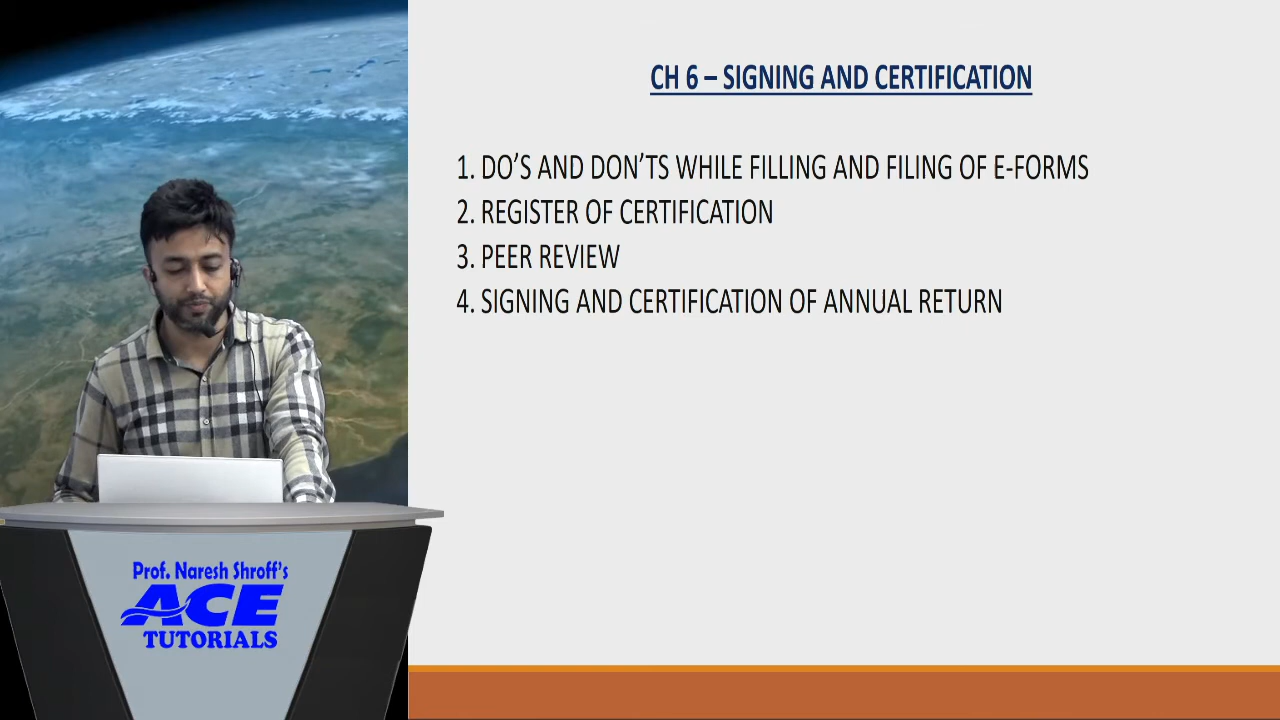 CH 6 – SIGNING AND CERTIFICATION
1. DO’S AND DON’TS WHILE FILLING AND FILING OF E-FORMS
2. REGISTER OF CERTIFICATION
3. PEER REVIEW
4. SIGNING AND CERTIFICATION OF ANNUAL RETURN
Prof. Naresh Shroff's
ACE
TUTORIALS